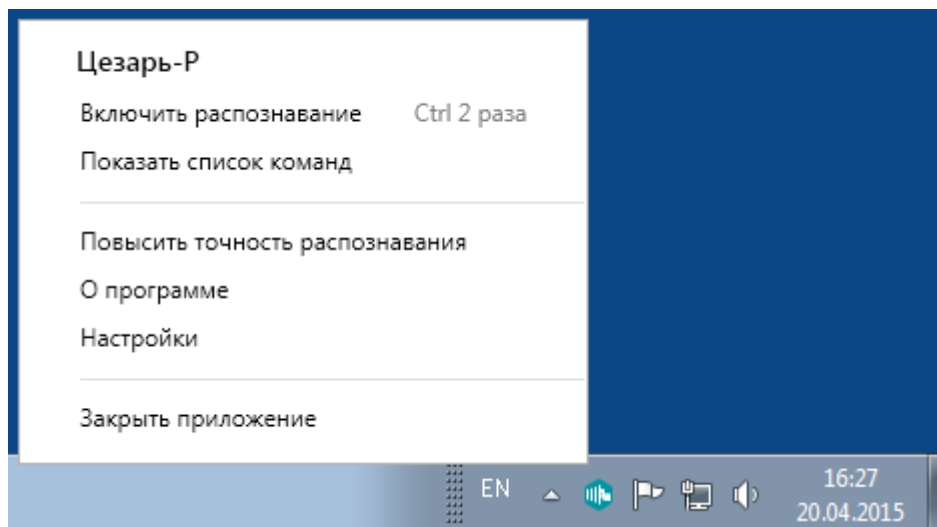 Цезарь-Р
Включить распознавание Ctrl 2 раза
Показать список команд
Повысить точность распознавания
О программе
Настройки
Закрыть приложение
EN 16:27
20.04.2015